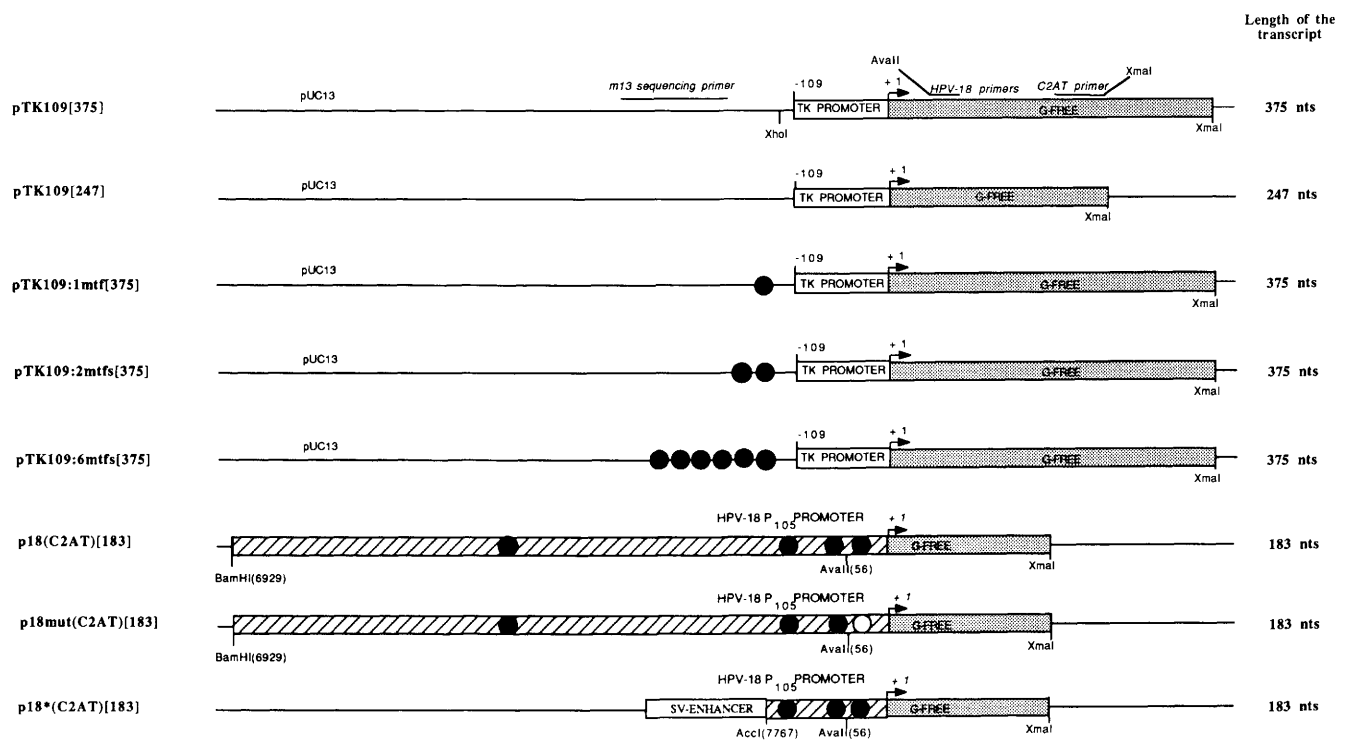 Length of the
transcript
pTK109[375]
pUC13
m13 sequencing primer
XhoI
-109
TK PROMOTER
+1
AvaII
HPV-18 primers
C2AT primer
XmaI
G-FREE
XmaI
375 nts
pTK109[247]
pUC13
-109
TK PROMOTER
+1
G-FREE
XmaI
247 nts
pTK109:1mtf[375]
pUC13
-109
TK PROMOTER
+1
G-FREE
XmaI
375 nts
pTK109:2mtfs[375]
pUC13
-109
TK PROMOTER
+1
G-FREE
XmaI
375 nts
pTK109:6mtfs[375]
pUC13
-109
TK PROMOTER
+1
G-FREE
XmaI
375 nts
p18(C2AT)[183]
HPV-18 P105 PROMOTER
+1
G-FREE
BamHI(6929)
AvaII(56)
XmaI
183 nts
p18mut(C2AT)[183]
HPV-18 P105 PROMOTER
+1
G-FREE
BamHI(6929)
AvaII(56)
XmaI
183 nts
p18*(C2AT)[183]
HPV-18 P105 PROMOTER
+1
SV-ENHANCER
G-FREE
AccI(7767)
AvaII(56)
XmaI
183 nts